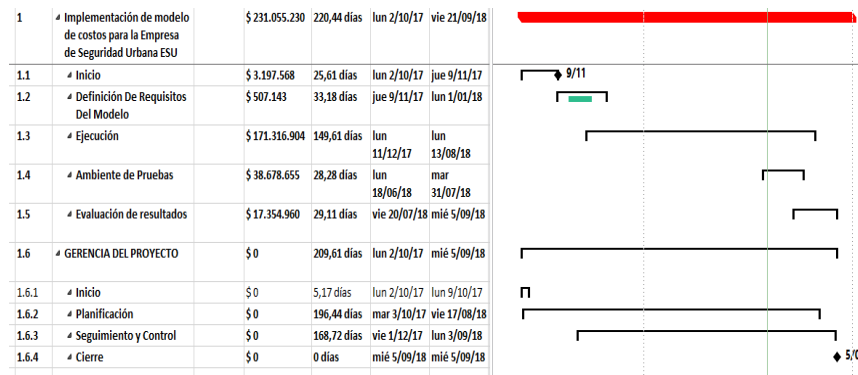 1 Implementación de modelo $ 231.055.230 220,44 días lun 2/10/17 vie 21/09/18
de costos para la Empresa
de Seguridad Urbana ESU
1.1 Inicio $ 3.197.568 25,61 días lun 2/10/17 jue 9/11/17 9/11
1.2 Definición De Requisitos $ 507.143 33,18 días jue 9/11/17 lun 1/01/18
Del Modelo
1.3 Ejecución $ 171.316.904 149,61 días lun lun
11/12/17 13/08/18
1.4 Ambiente de Pruebas $ 38.678.655 28,28 días lun mar
18/06/18 31/07/18
1.5 Evaluación de resultados $ 17.354.960 29,11 días vie 20/07/18 mié 5/09/18
1.6 GERENCIA DEL PROYECTO $ 0 209,61 días lun 2/10/17 mié 5/09/18
1.6.1 Inicio $ 0 5,17 días lun 2/10/17 lun 9/10/17
1.6.2 Planificación $ 0 196,44 días mar 3/10/17 vie 17/08/18
1.6.3 Seguimiento y Control $ 0 168,72 días vie 1/12/17 lun 3/09/18
1.6.4 Cierre $ 0 0 días mié 5/09/18 mié 5/09/18